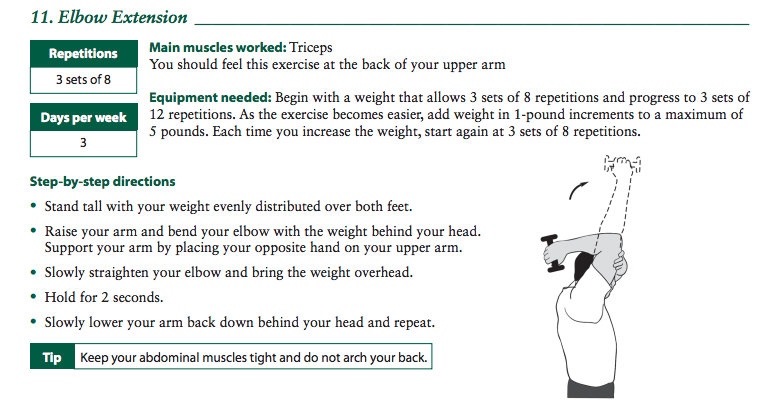 11. Elbow Extension
Repetitions
3 sets of 8
Days per week
3
Main muscles worked: Triceps
You should feel this exercise at the back of your upper arm
Equipment needed: Begin with a weight that allows 3 sets of 8 repetitions and progress to 3 sets of
12 repetitions. As the exercise becomes easier, add weight in 1-pound increments to a maximum of
5 pounds. Each time you increase the weight, start again at 3 sets of 8 repetitions.
Step-by-step directions
• Stand tall with your weight evenly distributed over both feet.
• Raise your arm and bend your elbow with the weight behind your head.
Support your arm by placing your opposite hand on your upper arm.
• Slowly straighten your elbow and bring the weight overhead.
• Hold for 2 seconds.
• Slowly lower your arm back down behind your head and repeat.
Tip Keep your abdominal muscles tight and do not arch your back.